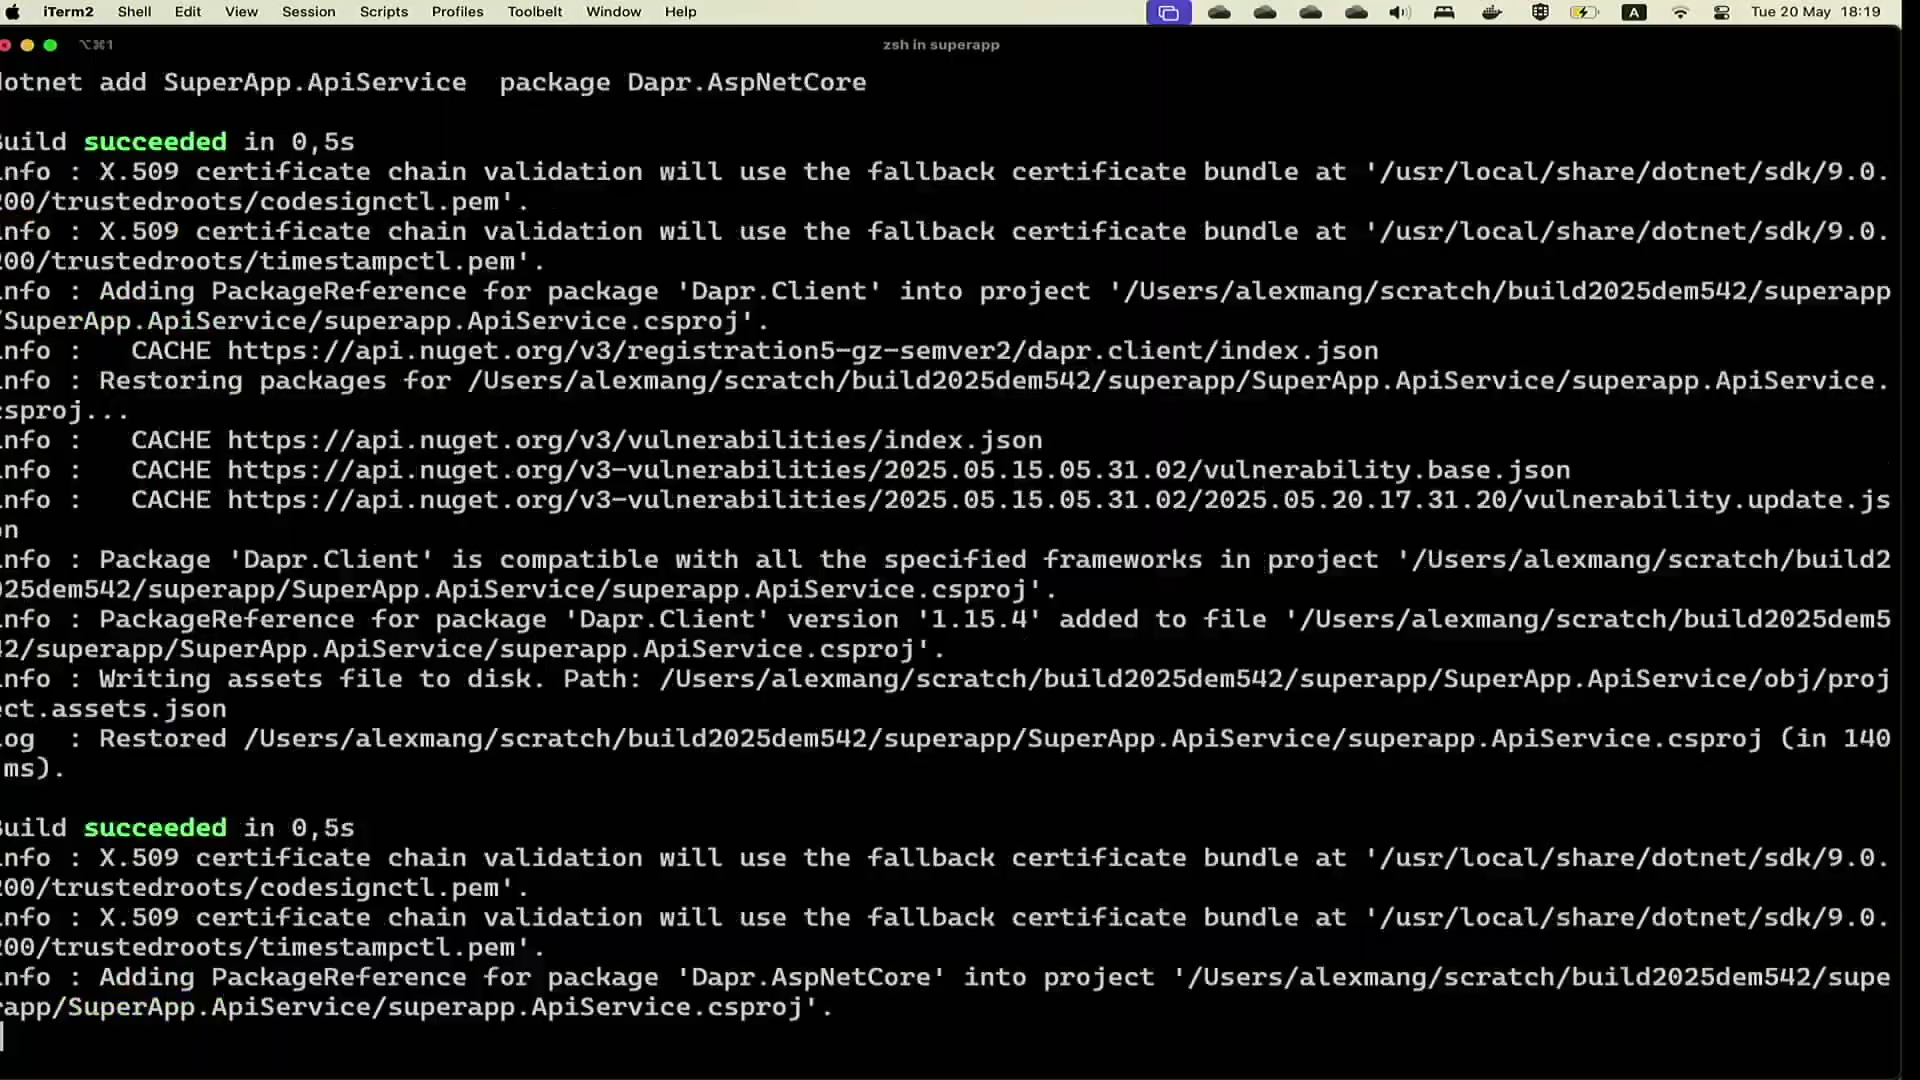 iTerm2 Shell Edit View Session Scripts Profiles Toolbelt Window Help A Tue 20 May 18:19
⌥⌘1 zsh in superapp
otnet add SuperApp.ApiService  package Dapr.AspNetCore
Build succeeded in 0,5s
info : X.509 certificate chain validation will use the fallback certificate bundle at '/usr/local/share/dotnet/sdk/9.0.
200/trustedroots/codesignctl.pem'.
info : X.509 certificate chain validation will use the fallback certificate bundle at '/usr/local/share/dotnet/sdk/9.0.
200/trustedroots/timestampctl.pem'.
info : Adding PackageReference for package 'Dapr.Client' into project '/Users/alexmang/scratch/build2025dem542/superapp
/SuperApp.ApiService/superapp.ApiService.csproj'.
info :   CACHE https://api.nuget.org/v3/registration5-gz-semver2/dapr.client/index.json
info : Restoring packages for /Users/alexmang/scratch/build2025dem542/superapp/SuperApp.ApiService/superapp.ApiService.
csproj...
info :   CACHE https://api.nuget.org/v3/vulnerabilities/index.json
info :   CACHE https://api.nuget.org/v3-vulnerabilities/2025.05.15.05.31.02/vulnerability.base.json
info :   CACHE https://api.nuget.org/v3-vulnerabilities/2025.05.15.05.31.02/2025.05.20.17.31.20/vulnerability.update.js
on
info : Package 'Dapr.Client' is compatible with all the specified frameworks in project '/Users/alexmang/scratch/build2
025dem542/superapp/SuperApp.ApiService/superapp.ApiService.csproj'.
info : PackageReference for package 'Dapr.Client' version '1.15.4' added to file '/Users/alexmang/scratch/build2025dem5
42/superapp/SuperApp.ApiService/superapp.ApiService.csproj'.
info : Writing assets file to disk. Path: /Users/alexmang/scratch/build2025dem542/superapp/SuperApp.ApiService/obj/proj
ect.assets.json
log  : Restored /Users/alexmang/scratch/build2025dem542/superapp/SuperApp.ApiService/superapp.ApiService.csproj (in 140
ms).
Build succeeded in 0,5s
info : X.509 certificate chain validation will use the fallback certificate bundle at '/usr/local/share/dotnet/sdk/9.0.
200/trustedroots/codesignctl.pem'.
info : X.509 certificate chain validation will use the fallback certificate bundle at '/usr/local/share/dotnet/sdk/9.0.
200/trustedroots/timestampctl.pem'.
info : Adding PackageReference for package 'Dapr.AspNetCore' into project '/Users/alexmang/scratch/build2025dem542/supe
rapp/SuperApp.ApiService/superapp.ApiService.csproj'.